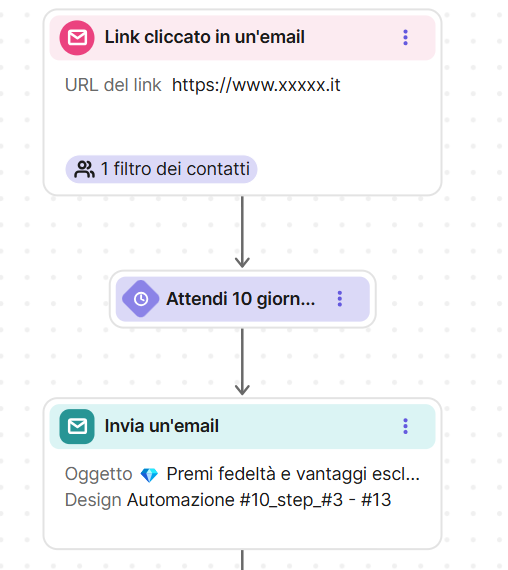 Link cliccato in un'email
URL del link https://www.xxxxx.it
1 filtro dei contatti
Attendi 10 giorn...
Invia un'email
Oggetto 💎 Premi fedeltà e vantaggi escl...
Design Automazione #10_step_#3 - #13